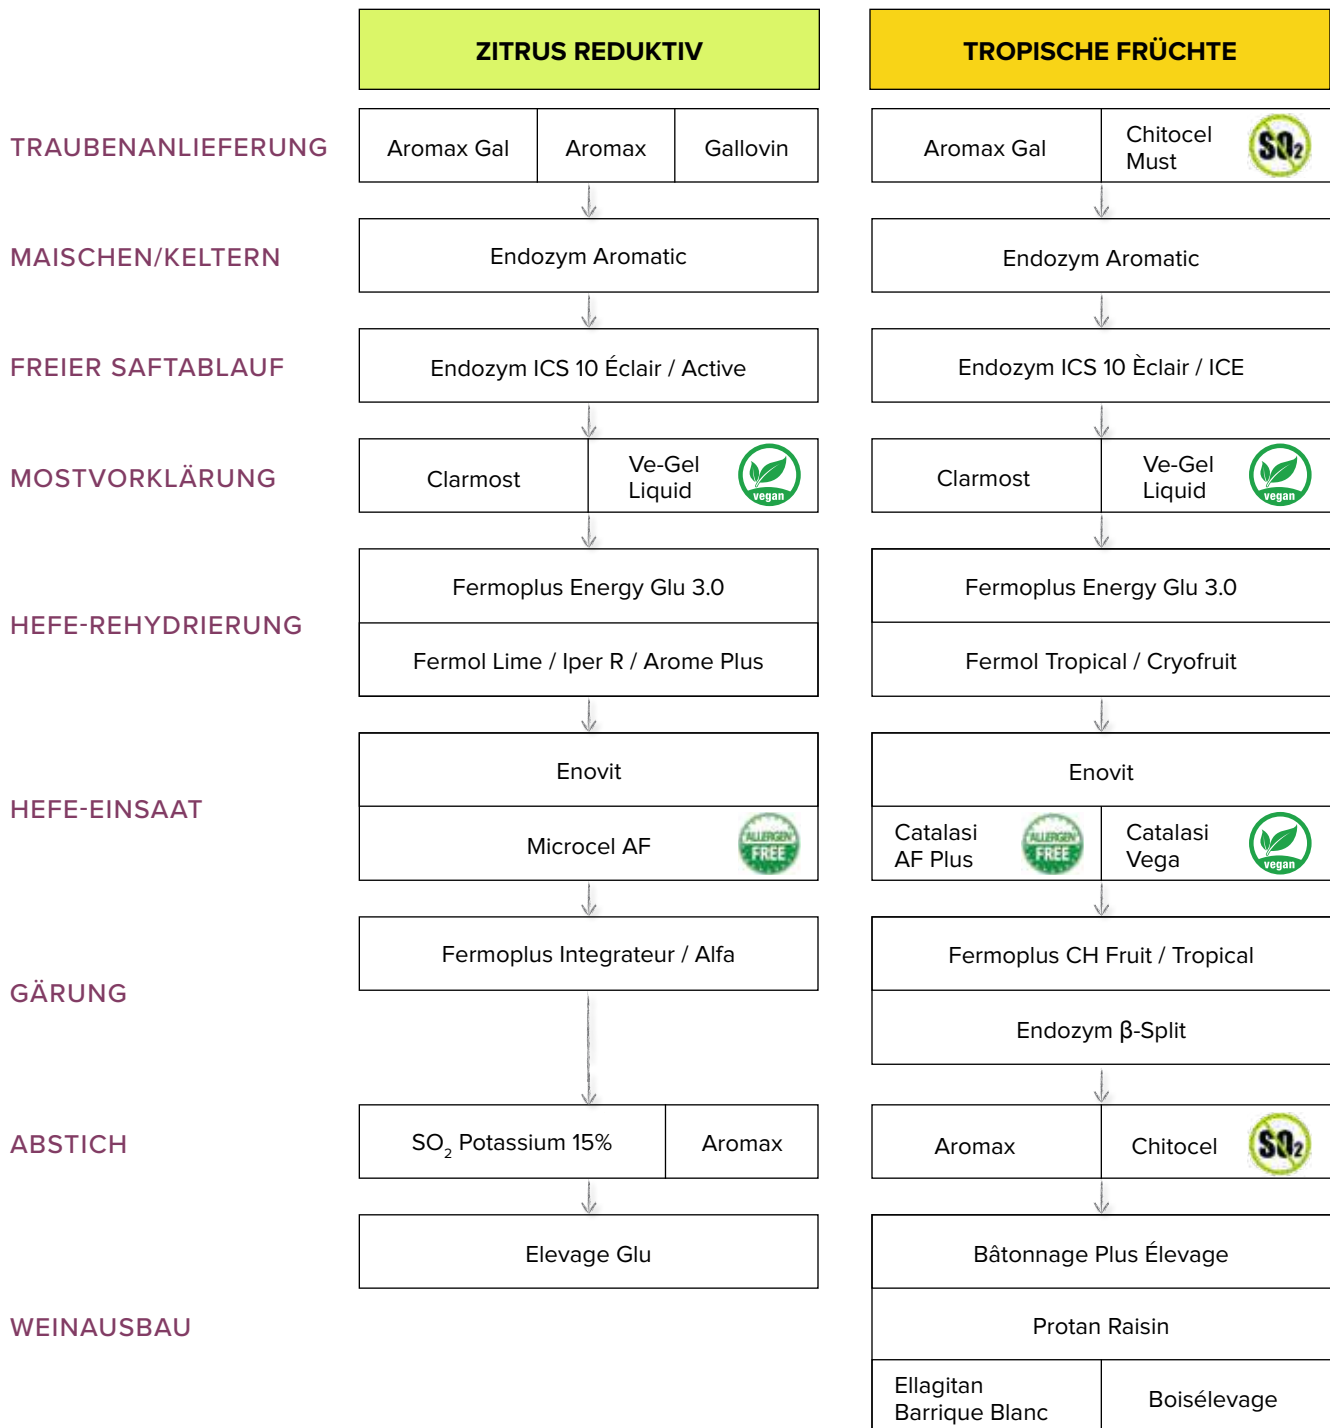 ZITRUS REDUKTIV
TROPISCHE FRÜCHTE
TRAUBENANLIEFERUNG
Aromax Gal
Aromax
Gallovin
Aromax Gal
Chitocel
Must
SO2
MAISCHEN/KELTERN
Endozym Aromatic
Endozym Aromatic
FREIER SAFTABLAUF
Endozym ICS 10 Éclair / Active
Endozym ICS 10 Èclair / ICE
MOSTVORKLÄRUNG
Clarmost
Ve-Gel
Liquid
vegan
Clarmost
Ve-Gel
Liquid
vegan
HEFE-REHYDRIERUNG
Fermoplus Energy Glu 3.0
Fermol Lime / Iper R / Arome Plus
Fermoplus Energy Glu 3.0
Fermol Tropical / Cryofruit
HEFE-EINSAAT
Enovit
Microcel AF
ALLERGEN
FREE
Enovit
Catalasi
AF Plus
ALLERGEN
FREE
Catalasi
Vega
vegan
GÄRUNG
Fermoplus Integrateur / Alfa
Fermoplus CH Fruit / Tropical
Endozym β-Split
ABSTICH
SO2 Potassium 15%
Aromax
Aromax
Chitocel
SO2
WEINAUSBAU
Elevage Glu
Bâtonnage Plus Élevage
Protan Raisin
Ellagitan
Barrique Blanc
Boisélevage